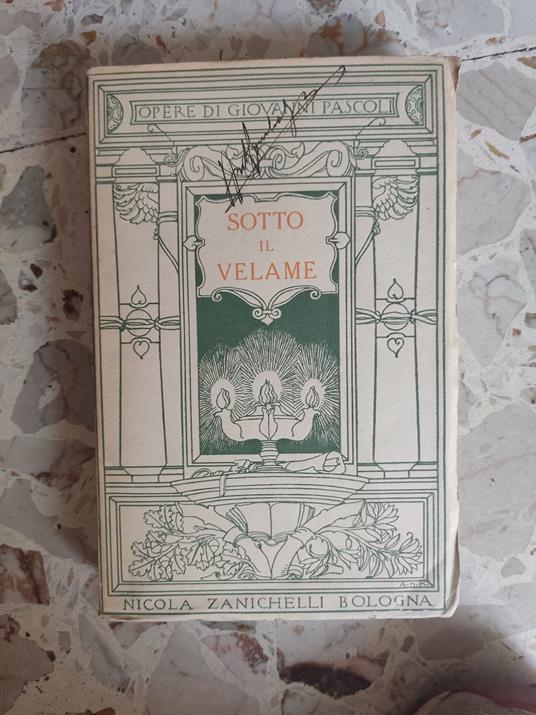 OPERE DI GIOVANNI PASCOLI
SOTTO
IL
VELAME
NICOLA ZANICHELLI BOLOGNA